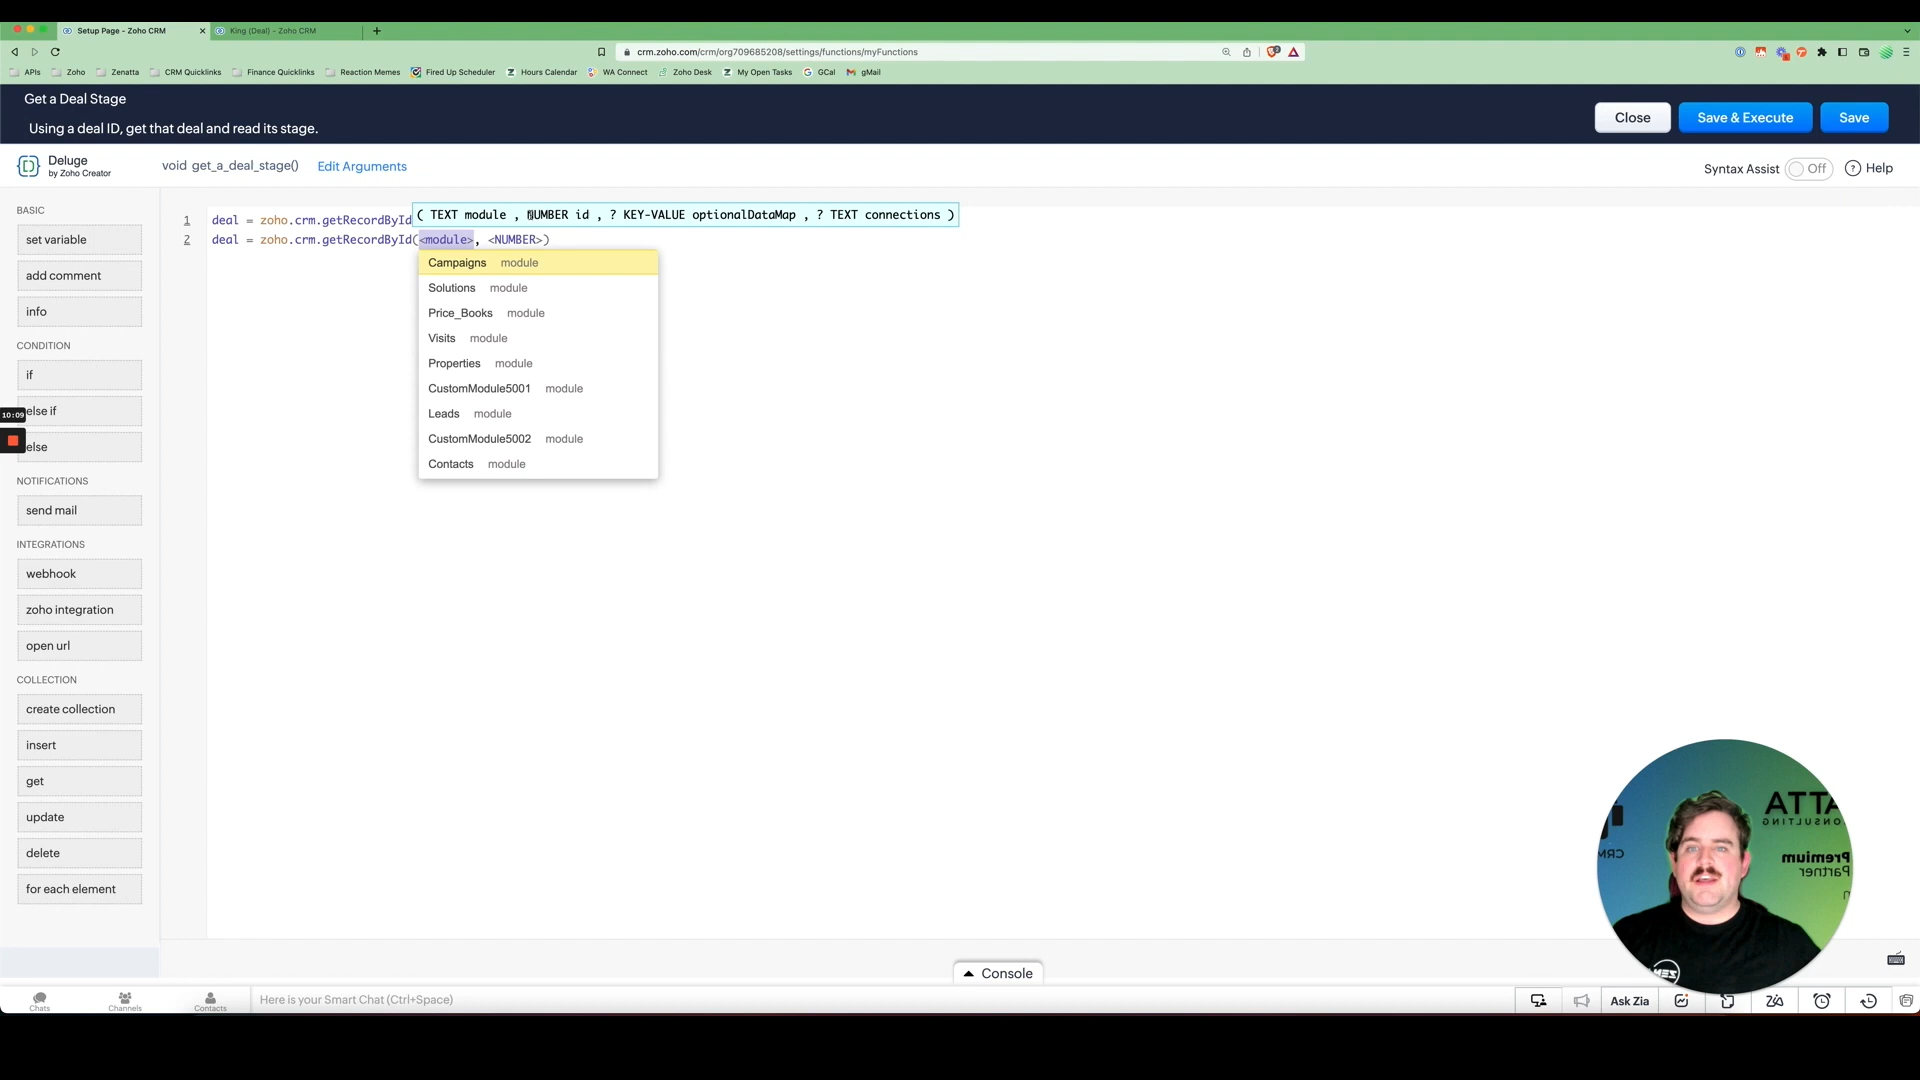 Setup Page - Zoho CRM
King (Deal) - Zoho CRM
crm.zoho.com/crm/org709685208/settings/functions/myFunctions
APIs Zoho Zenatta CRM Quicklinks Finance Quicklinks Reaction Memes Fired Up Scheduler Hours Calendar WA Connect Zoho Desk My Open Tasks GCal gMail
Get a Deal Stage
Using a deal ID, get that deal and read its stage.
Close Save & Execute Save
Deluge
by Zoho Creator
void get_a_deal_stage() Edit Arguments
Syntax Assist Off Help
BASIC
set variable
add comment
info
CONDITION
if
else if
else
NOTIFICATIONS
send mail
INTEGRATIONS
webhook
zoho integration
open url
COLLECTION
create collection
insert
get
update
delete
for each element
10:09
1 deal = zoho.crm.getRecordById
( TEXT module , NUMBER id , ? KEY-VALUE optionalDataMap , ? TEXT connections )
2 deal = zoho.crm.getRecordById(<module>, <NUMBER>)
Campaigns module
Solutions module
Price_Books module
Visits module
Properties module
CustomModule5001 module
Leads module
CustomModule5002 module
Contacts module
ATTA
CONSULTING
CRM
Premium
Partner
Console
Chats Channels Contacts
Here is your Smart Chat (Ctrl+Space)
Ask Zia